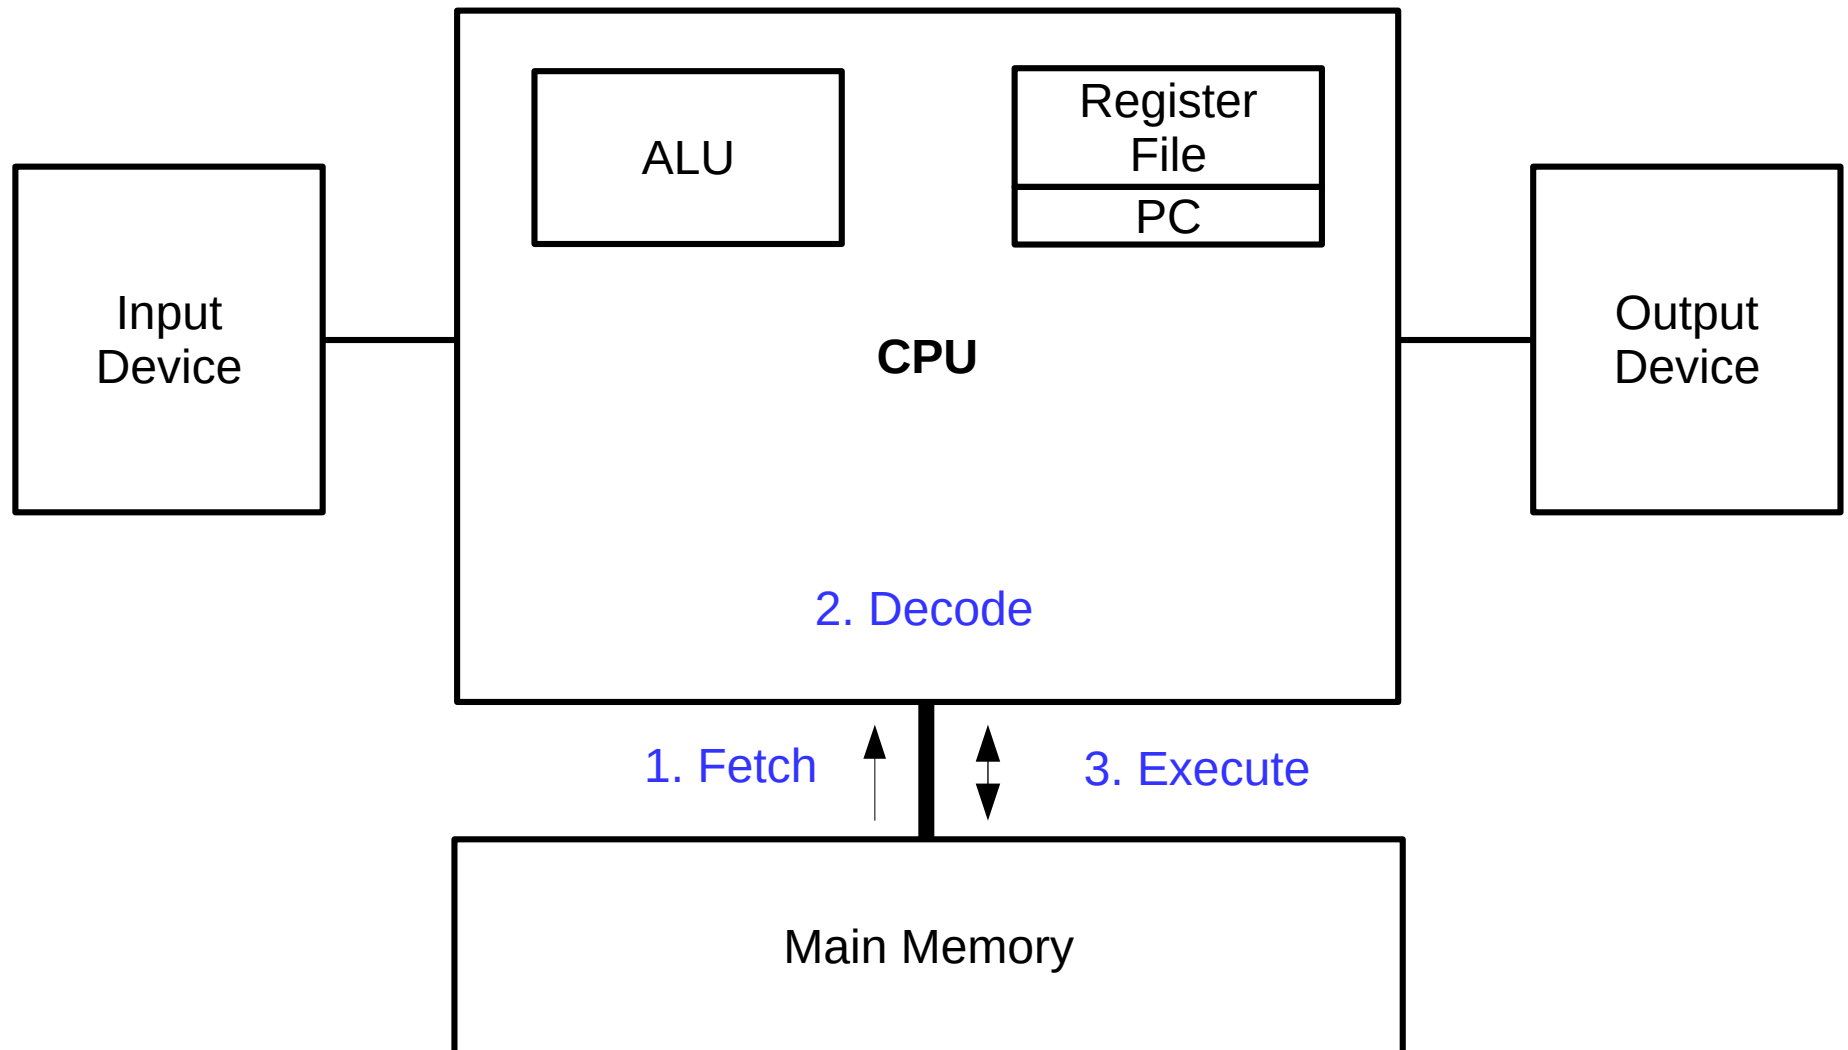 ALU
Register
File
PC
Input
Device
CPU
Output
Device
2. Decode
1. Fetch
3. Execute
Main Memory